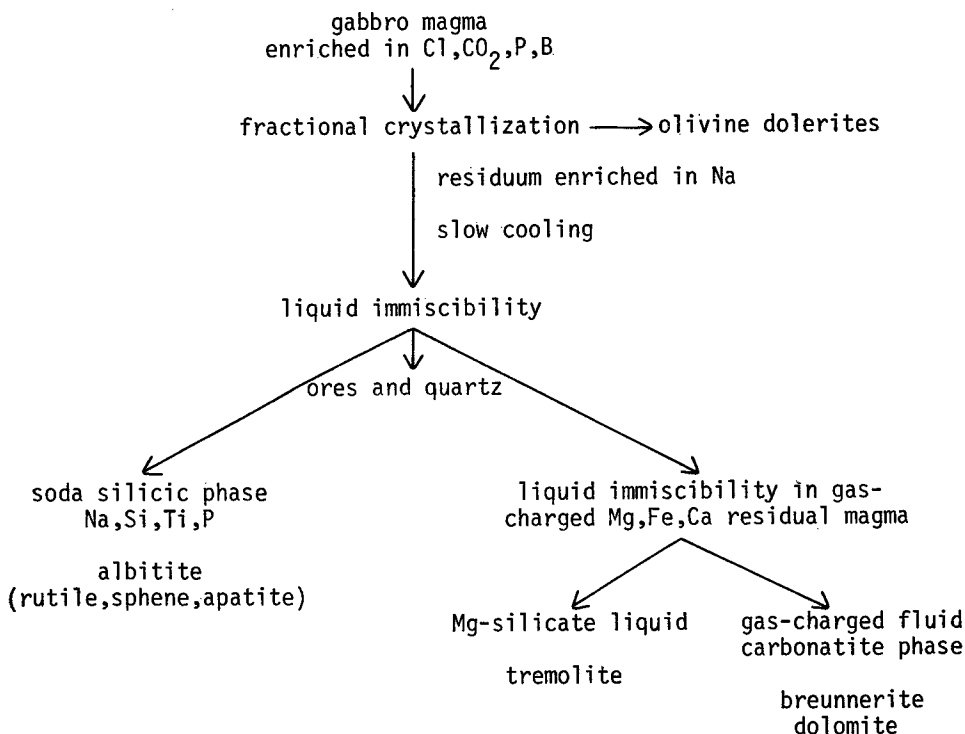 gabbro magma
enriched in Cl,CO2,P,B
fractional crystallization
olivine dolerites
residuum enriched in Na
slow cooling
liquid immiscibility
ores and quartz
soda silicic phase
Na,Si,Ti,P
albitite
(rutile,sphene,apatite)
liquid immiscibility in gas-
charged Mg,Fe,Ca residual magma
Mg-silicate liquid
tremolite
gas-charged fluid
carbonatite phase
breunnerite
dolomite